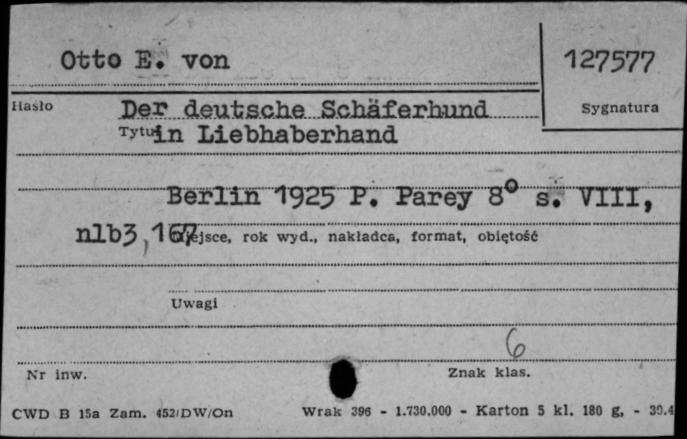 Otto E. von
127577
Hasło
Sygnatura
Der deutsche Schäferhund
Tytuł in Liebhaberhand
Berlin 1925 P. Parey 8° s. VIII,
nlb3,167
Miejsce, rok wyd., nakładca, format, objętość
Uwagi
6
Nr inw.
Znak klas.
CWD B 15a Zam. 452/DW/On
Wrak 396 - 1.730.000 - Karton 5 kl. 180 g, - 30.4